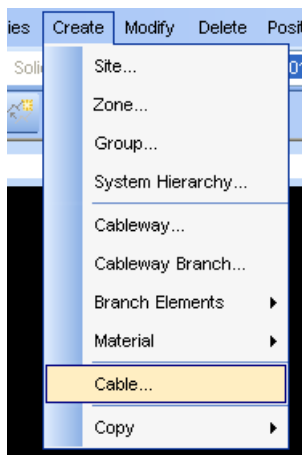 ies Create Modify Delete Posit
Soli
01
Site...
Zone...
Group...
System Hierarchy...
Cableway...
Cableway Branch...
Branch Elements
Material
Cable...
Copy